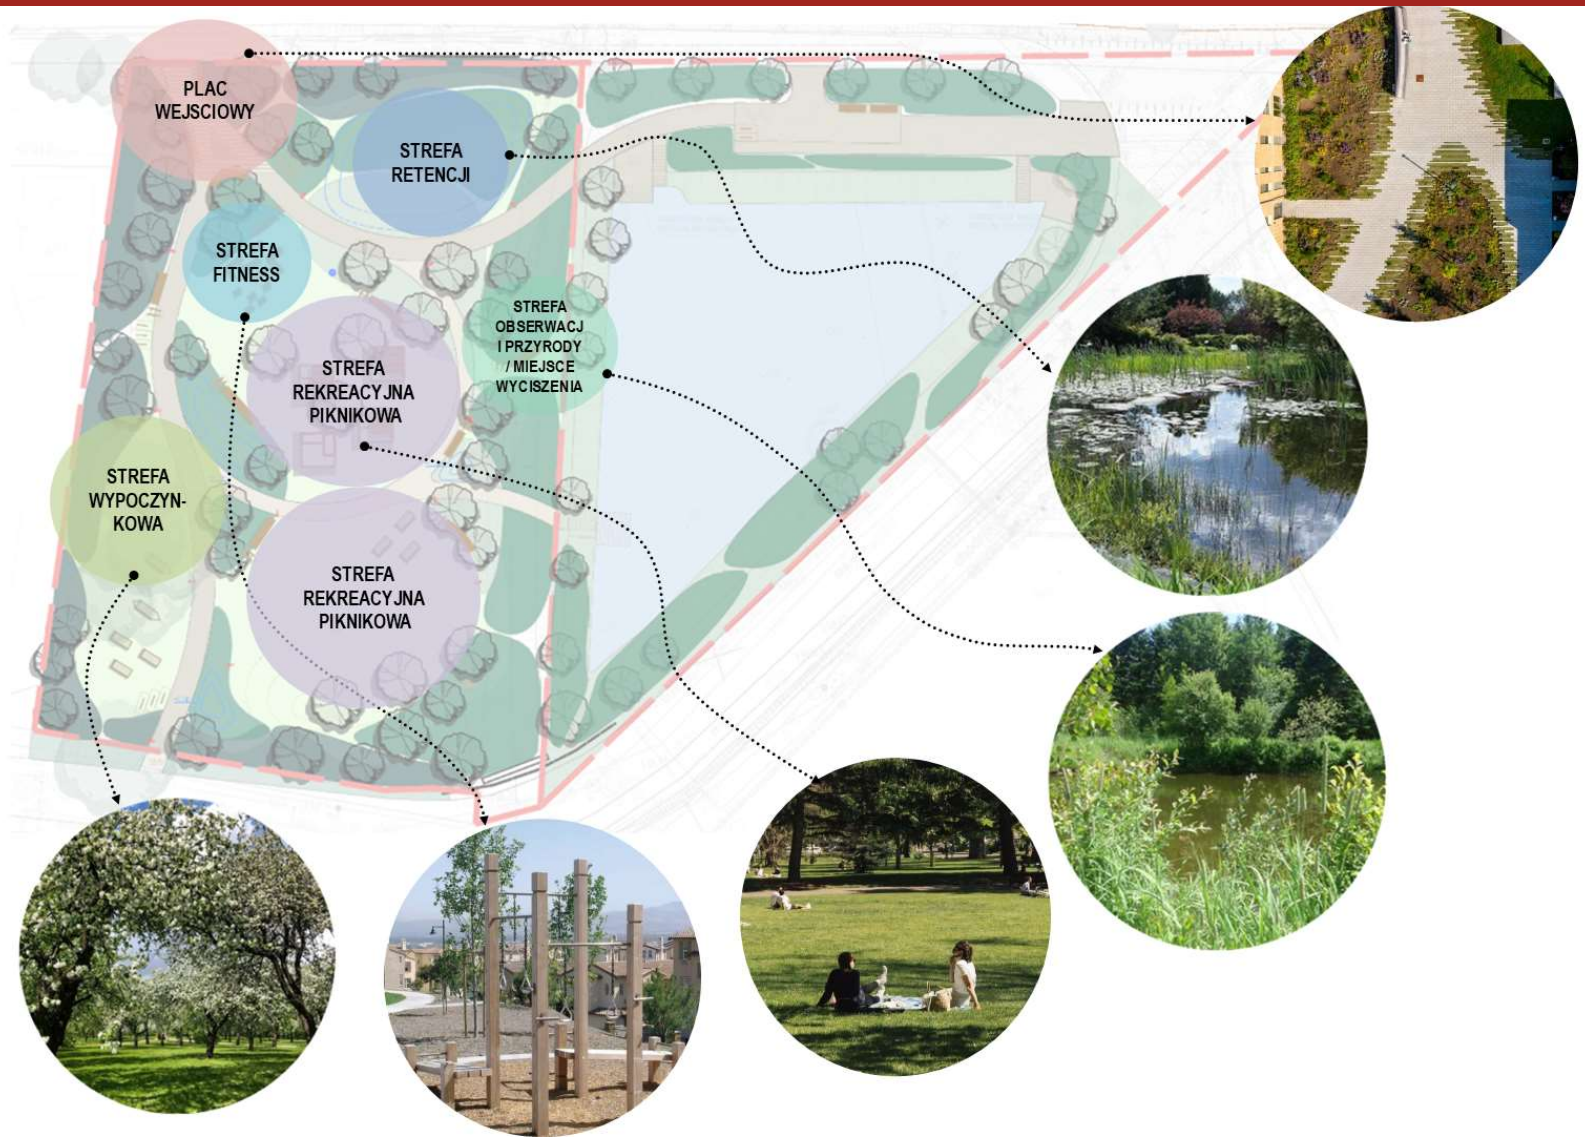 PLAC
WEJSCIOWY
STREFA
RETENCJI
STREFA
FITNESS
STREFA
OBSERWACJ
I PRZYRODY
/ MIEJSCE
WYCISZENIA
STREFA
REKREACYJNA
PIKNIKOWA
STREFA
WYPOCZYN-
KOWA
STREFA
REKREACYJNA
PIKNIKOWA